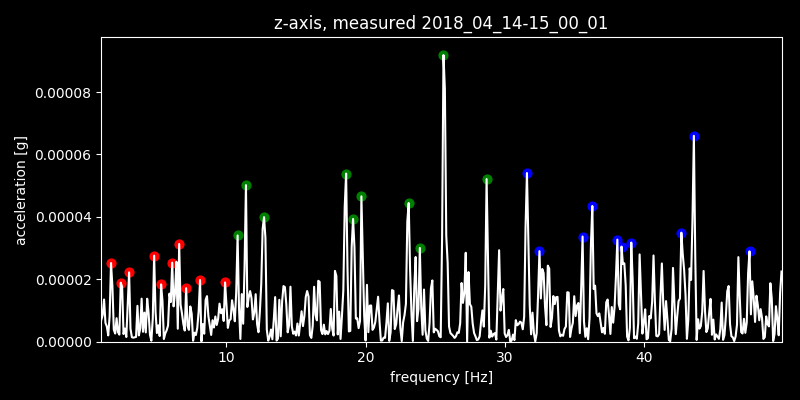 z-axis, measured 2018_04_14-15_00_01
0.00008
0.00006
0.00004
0.00002
0.00000
acceleration [g]
10 20 30 40
frequency [Hz]